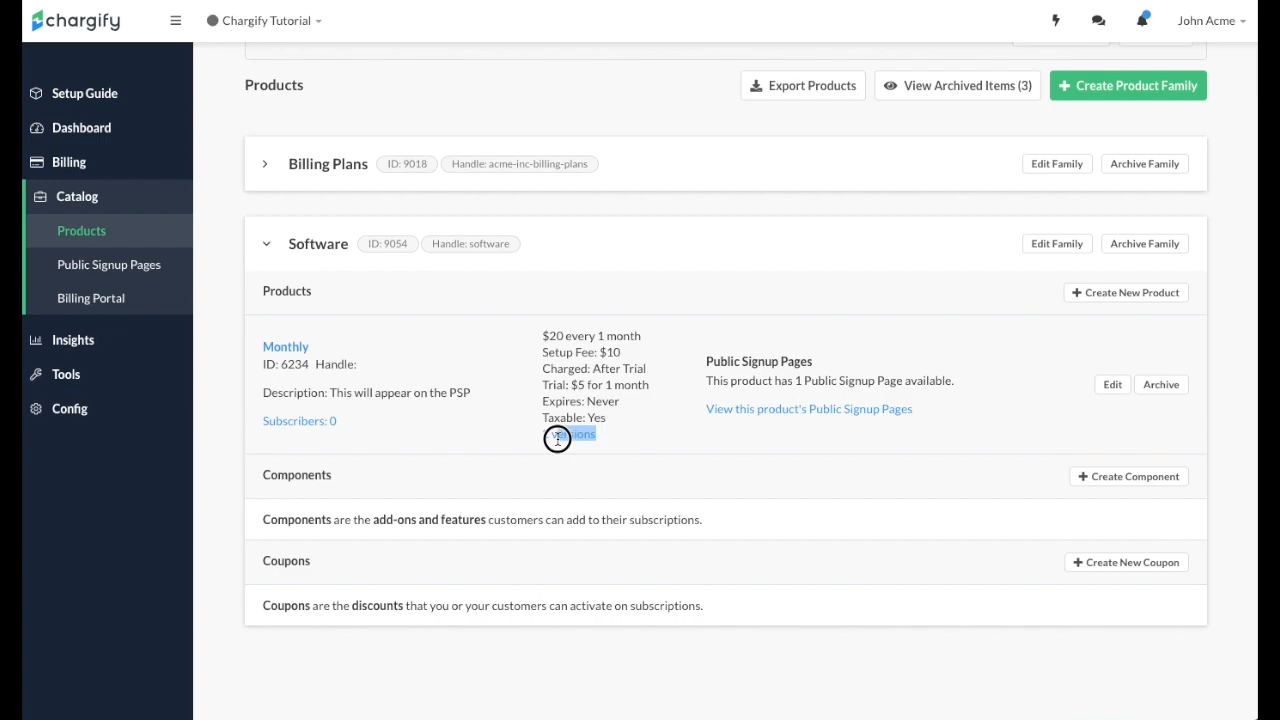 chargify
Chargify Tutorial
John Acme
Setup Guide
Dashboard
Billing
Catalog
Products
Public Signup Pages
Billing Portal
Insights
Tools
Config
Products
Export Products
View Archived Items (3)
Create Product Family
Billing Plans
ID: 9018
Handle: acme-inc-billing-plans
Edit Family
Archive Family
Software
ID: 9054
Handle: software
Edit Family
Archive Family
Products
Create New Product
Monthly
ID: 6234 Handle:
Description: This will appear on the PSP
Subscribers: 0
$20 every 1 month
Setup Fee: $10
Charged: After Trial
Trial: $5 for 1 month
Expires: Never
Taxable: Yes
versions
Public Signup Pages
This product has 1 Public Signup Page available.
View this product's Public Signup Pages
Edit
Archive
Components
Create Component
Components are the add-ons and features customers can add to their subscriptions.
Coupons
Create New Coupon
Coupons are the discounts that you or your customers can activate on subscriptions.